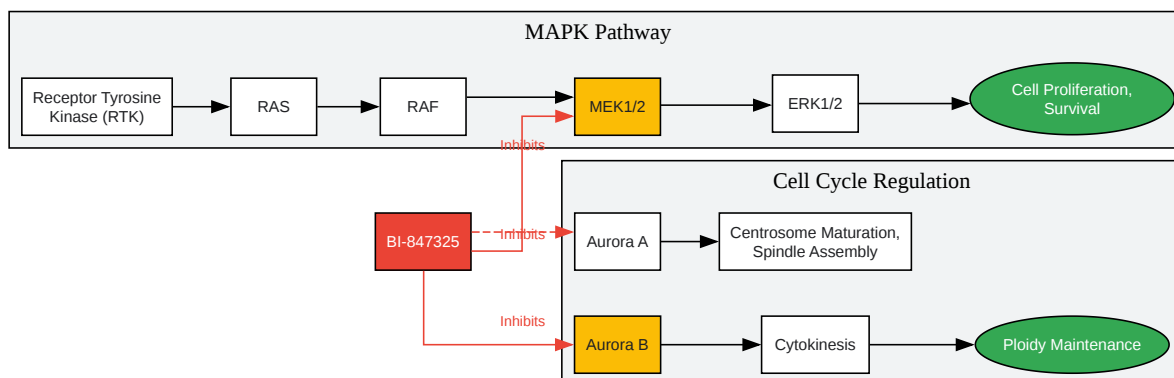 MAPK Pathway
Receptor Tyrosine
Kinase (RTK)
RAS
RAF
MEK1/2
ERK1/2
Cell Proliferation,
Survival
Inhibits
Cell Cycle Regulation
BI-847325
Inhibits
Aurora A
Centrosome Maturation,
Spindle Assembly
Inhibits
Aurora B
Cytokinesis
Ploidy Maintenance